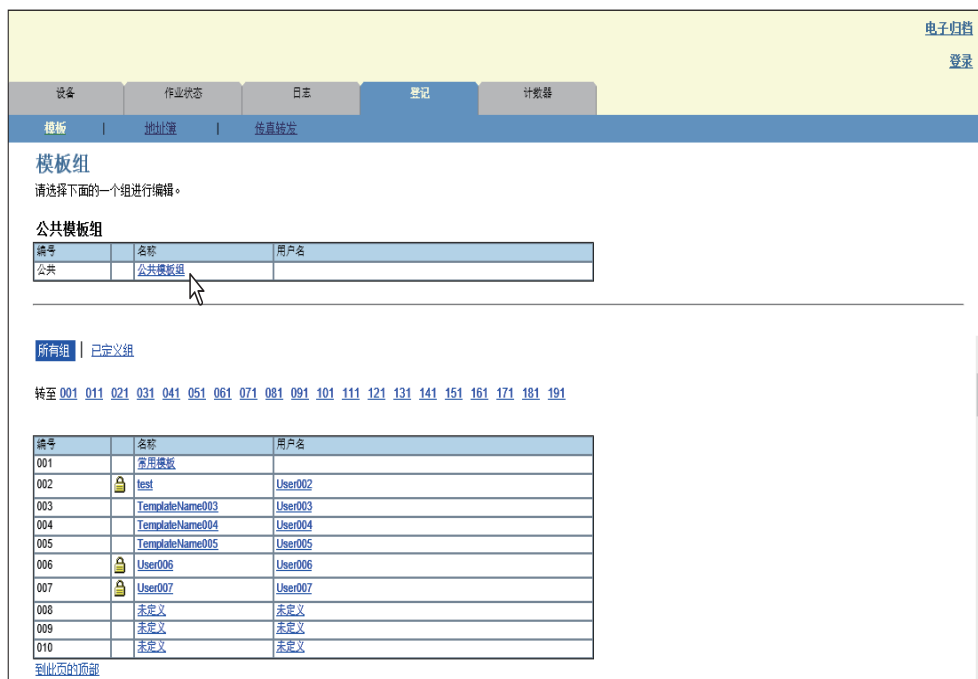 电子归档
登录
设备 作业状态 日志 登记 计数器
模板 | 地址簿 | 传真转发
模板组
请选择下面的一个组进行编辑。
公共模板组
编号 名称 用户名
公共 公共模板组
所有组 | 已定义组
转至 001 011 021 031 041 051 061 071 081 091 101 111 121 131 141 151 161 171 181 191
编号 名称 用户名
001 常用模板
002 test User002
003 TemplateName003 User003
004 TemplateName004 User004
005 TemplateName005 User005
006 User006 User006
007 User007 User007
008 未定义 未定义
009 未定义 未定义
010 未定义 未定义
到此页的顶部